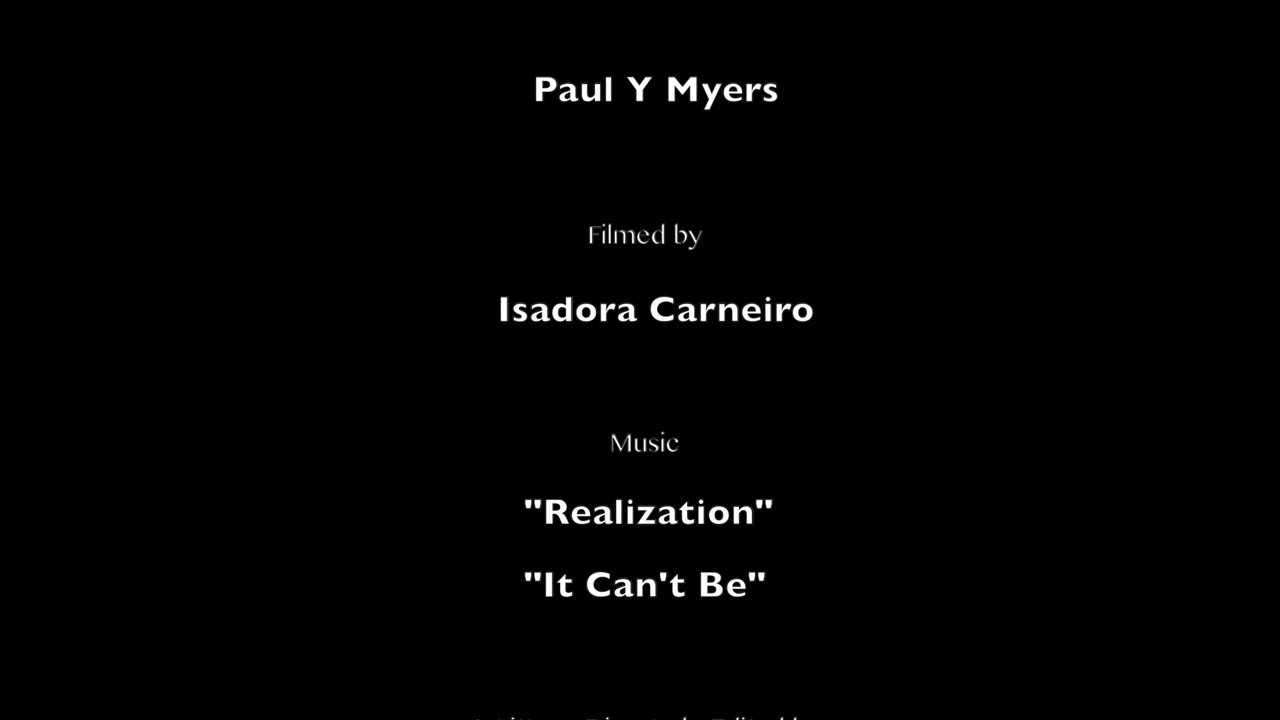 Paul Y Myers
Filmed by
Isadora Carneiro
Music
"Realization"
"It Can't Be"